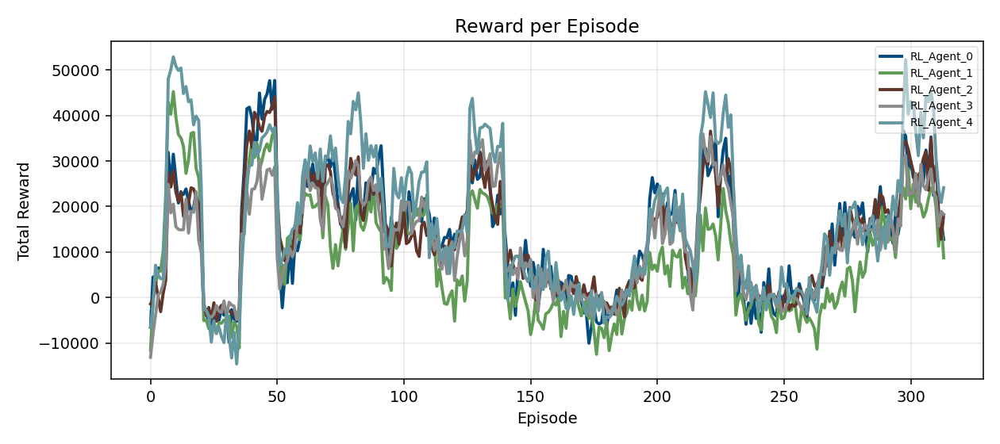 Reward per Episode
Total Reward
50000
40000
30000
20000
10000
0
−10000
RL_Agent_0
RL_Agent_1
RL_Agent_2
RL_Agent_3
RL_Agent_4
0 50 100 150 200 250 300
Episode